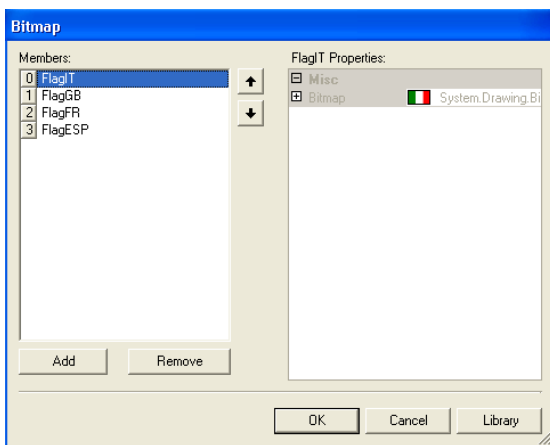 Bitmap
Members:
0 FlagIT
1 FlagGB
2 FlagFR
3 FlagESP
Add
Remove
FlagIT Properties:
Misc
Bitmap System.Drawing.Bi
OK
Cancel
Library